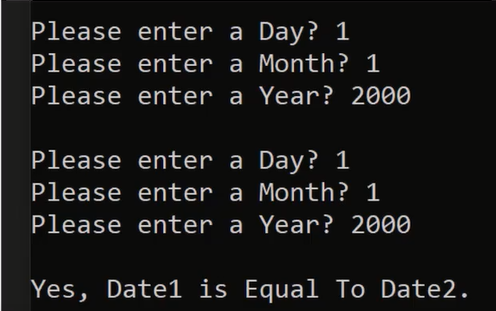 Please enter a Day? 1
Please enter a Month? 1
Please enter a Year? 2000
Please enter a Day? 1
Please enter a Month? 1
Please enter a Year? 2000
Yes, Date1 is Equal To Date2.